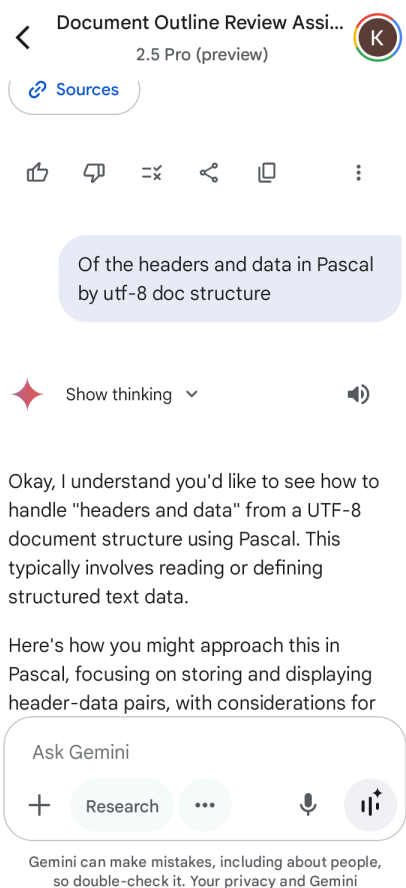 Document Outline Review Assi...
2.5 Pro (preview)
K
Sources
Of the headers and data in Pascal
by utf-8 doc structure
Show thinking
Okay, I understand you'd like to see how to
handle "headers and data" from a UTF-8
document structure using Pascal. This
typically involves reading or defining
structured text data.
Here's how you might approach this in
Pascal, focusing on storing and displaying
header-data pairs, with considerations for
Ask Gemini
Research
Gemini can make mistakes, including about people,
so double-check it. Your privacy and Gemini